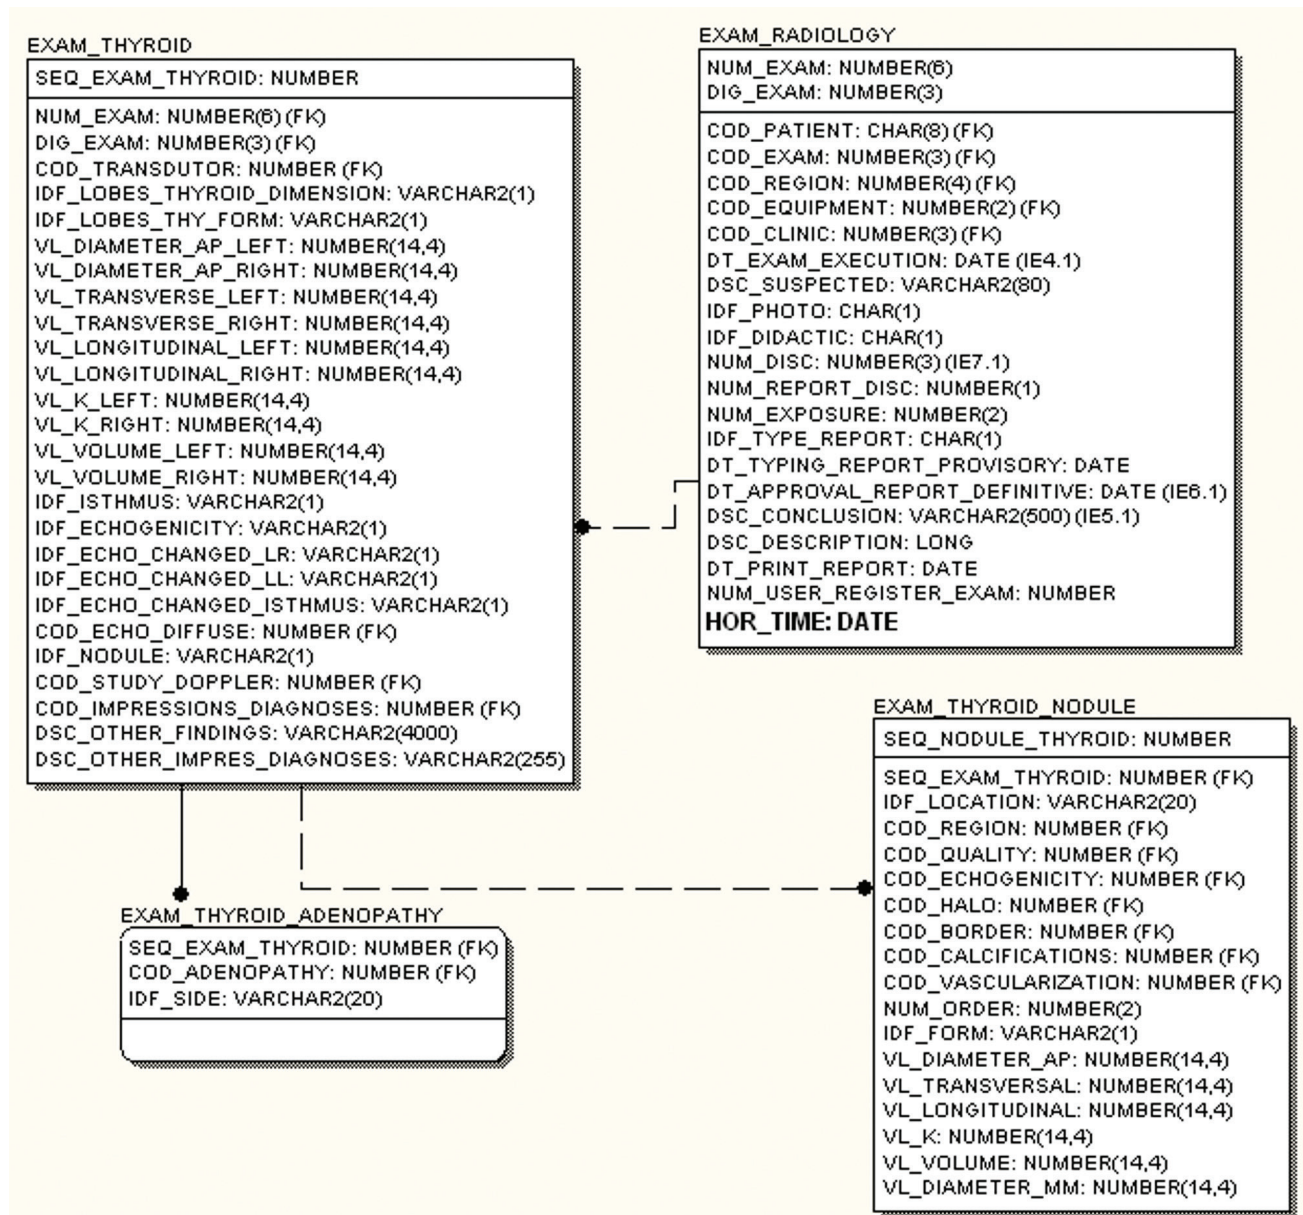 EXAM_THYROID
SEQ_EXAM_THYROID: NUMBER
NUM_EXAM: NUMBER(6) (FK)
DIG_EXAM: NUMBER(3) (FK)
COD_TRANSDUTOR: NUMBER (FK)
IDF_LOBES_THYROID_DIMENSION: VARCHAR2(1)
IDF_LOBES_THY_FORM: VARCHAR2(1)
VL_DIAMETER_AP_LEFT: NUMBER(14,4)
VL_DIAMETER_AP_RIGHT: NUMBER(14,4)
VL_TRANSVERSE_LEFT: NUMBER(14,4)
VL_TRANSVERSE_RIGHT: NUMBER(14,4)
VL_LONGITUDINAL_LEFT: NUMBER(14,4)
VL_LONGITUDINAL_RIGHT: NUMBER(14,4)
VL_K_LEFT: NUMBER(14,4)
VL_K_RIGHT: NUMBER(14,4)
VL_VOLUME_LEFT: NUMBER(14,4)
VL_VOLUME_RIGHT: NUMBER(14,4)
IDF_ISTHMUS: VARCHAR2(1)
IDF_ECHOGENICITY: VARCHAR2(1)
IDF_ECHO_CHANGED_LR: VARCHAR2(1)
IDF_ECHO_CHANGED_LL: VARCHAR2(1)
IDF_ECHO_CHANGED_ISTHMUS: VARCHAR2(1)
COD_ECHO_DIFFUSE: NUMBER (FK)
IDF_NODULE: VARCHAR2(1)
COD_STUDY_DOPPLER: NUMBER (FK)
COD_IMPRESSIONS_DIAGNOSES: NUMBER (FK)
DSC_OTHER_FINDINGS: VARCHAR2(4000)
DSC_OTHER_IMPRES_DIAGNOSES: VARCHAR2(255)
EXAM_RADIOLOGY
NUM_EXAM: NUMBER(6)
DIG_EXAM: NUMBER(3)
COD_PATIENT: CHAR(8) (FK)
COD_EXAM: NUMBER(3) (FK)
COD_REGION: NUMBER(4) (FK)
COD_EQUIPMENT: NUMBER(2) (FK)
COD_CLINIC: NUMBER(3) (FK)
DT_EXAM_EXECUTION: DATE (IE4.1)
DSC_SUSPECTED: VARCHAR2(80)
IDF_PHOTO: CHAR(1)
IDF_DIDACTIC: CHAR(1)
NUM_DISC: NUMBER(3) (IE7.1)
NUM_REPORT_DISC: NUMBER(1)
NUM_EXPOSURE: NUMBER(2)
IDF_TYPE_REPORT: CHAR(1)
DT_TYPING_REPORT_PROVISORY: DATE
DT_APPROVAL_REPORT_DEFINITIVE: DATE (IE6.1)
DSC_CONCLUSION: VARCHAR2(500) (IE5.1)
DSC_DESCRIPTION: LONG
DT_PRINT_REPORT: DATE
NUM_USER_REGISTER_EXAM: NUMBER
HOR_TIME: DATE
EXAM_THYROID_ADENOPATHY
SEQ_EXAM_THYROID: NUMBER (FK)
COD_ADENOPATHY: NUMBER (FK)
IDF_SIDE: VARCHAR2(20)
EXAM_THYROID_NODULE
SEQ_NODULE_THYROID: NUMBER
SEQ_EXAM_THYROID: NUMBER (FK)
IDF_LOCATION: VARCHAR2(20)
COD_REGION: NUMBER (FK)
COD_QUALITY: NUMBER (FK)
COD_ECHOGENICITY: NUMBER (FK)
COD_HALO: NUMBER (FK)
COD_BORDER: NUMBER (FK)
COD_CALCIFICATIONS: NUMBER (FK)
COD_VASCULARIZATION: NUMBER (FK)
NUM_ORDER: NUMBER(2)
IDF_FORM: VARCHAR2(1)
VL_DIAMETER_AP: NUMBER(14,4)
VL_TRANSVERSAL: NUMBER(14,4)
VL_LONGITUDINAL: NUMBER(14,4)
VL_K: NUMBER(14,4)
VL_VOLUME: NUMBER(14,4)
VL_DIAMETER_MM: NUMBER(14,4)